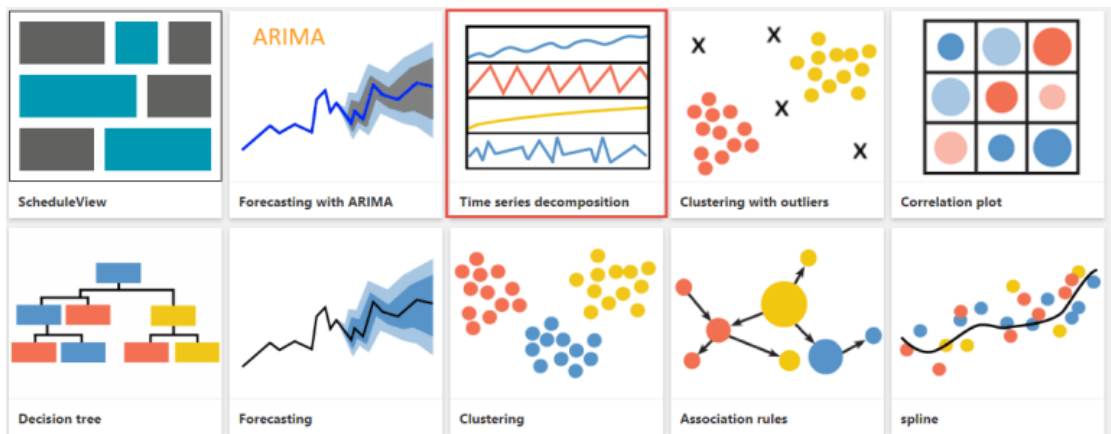 ARIMA
ScheduleView
Forecasting with ARIMA
Time series decomposition
X
X
X
X
Clustering with outliers
Correlation plot
Decision tree
Forecasting
Clustering
Association rules
spline